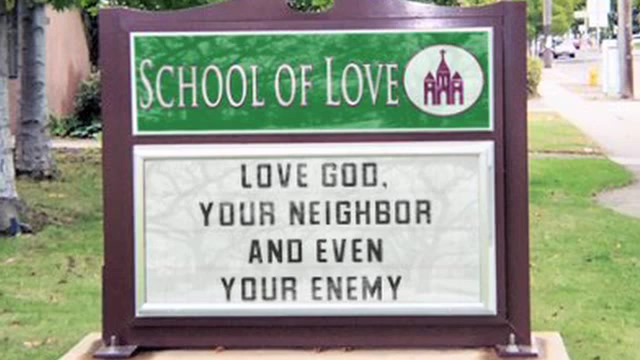 SCHOOL OF LOVE
LOVE GOD,
YOUR NEIGHBOR
AND EVEN
YOUR ENEMY